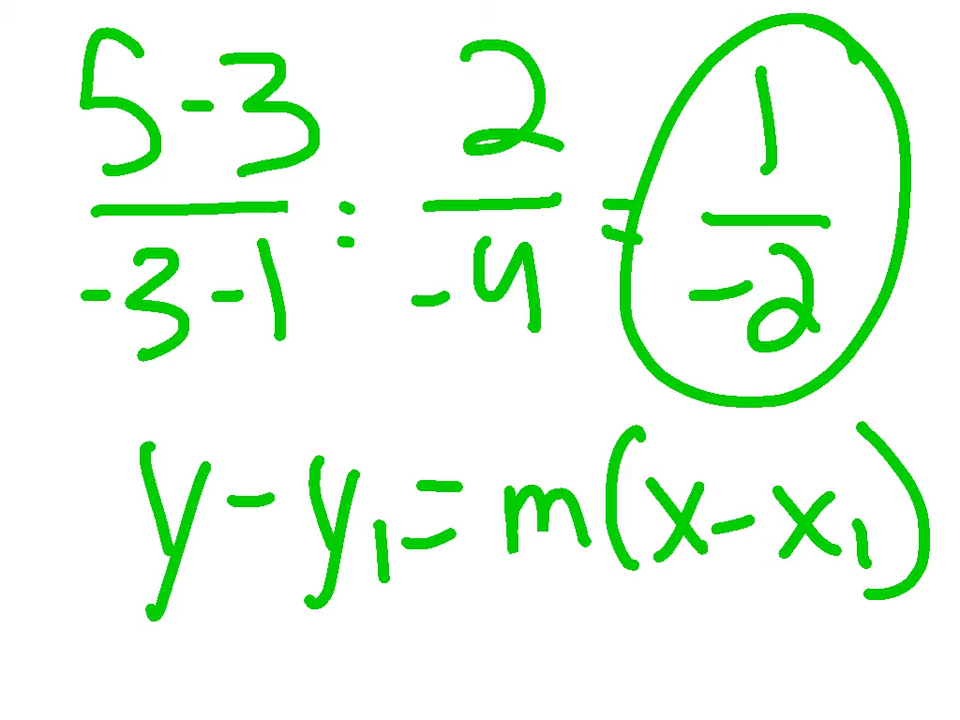 5-3/-3-1 = 2/-4 = 1/-2
y-y₁=m(x-x₁)